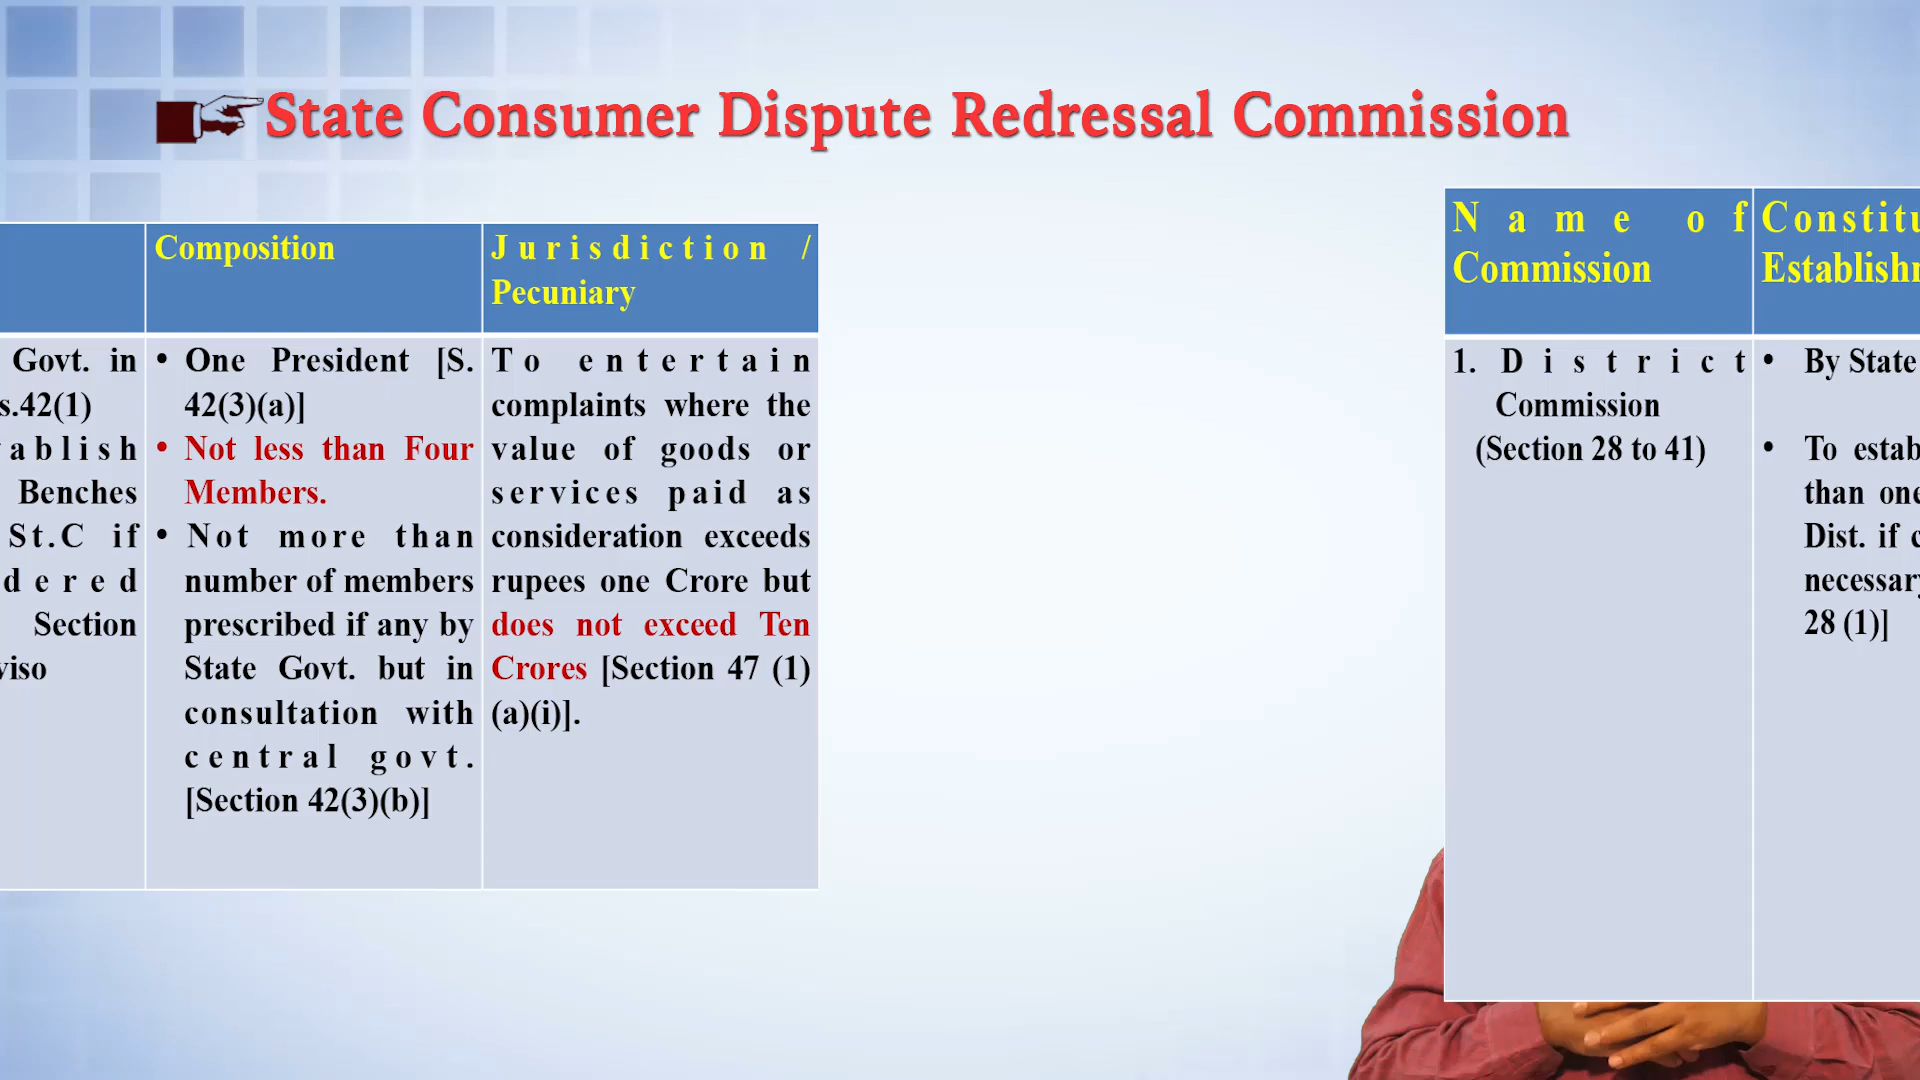 State Consumer Dispute Redressal Commission
Govt. in
s.42(1)
ablish
Benches
St.C if
dered
Section
viso
Composition
• One President [S.
42(3)(a)]
• Not less than Four
Members.
• Not more than
number of members
prescribed if any by
State Govt. but in
consultation with
central govt.
[Section 42(3)(b)]
Jurisdiction /
Pecuniary
To entertain
complaints where the
value of goods or
services paid as
consideration exceeds
rupees one Crore but
does not exceed Ten
Crores [Section 47 (1)
(a)(i)].
Name of
Commission
1. District
Commission
(Section 28 to 41)
Constitu
Establishm
• By State
• To estab
than one
Dist. if c
necessary
28 (1)]